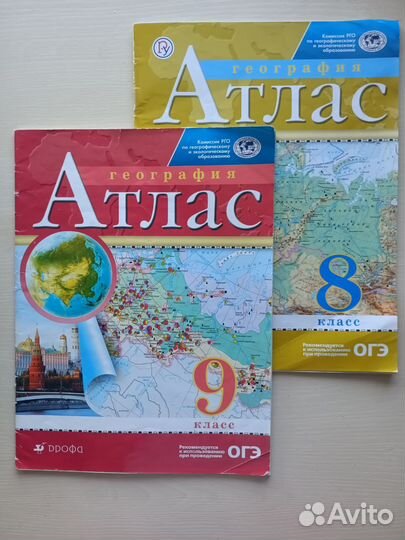 Комиссия РГО
по географическому
и экологическому
образованию
география
Атлас
8
класс
Рекомендуется
к использованию
при проведении
ОГЭ
Комиссия РГО
по географическому
и экологическому
образованию
география
Атлас
9
класс
дрофа
Рекомендуется
к использованию
при проведении
ОГЭ
Avito